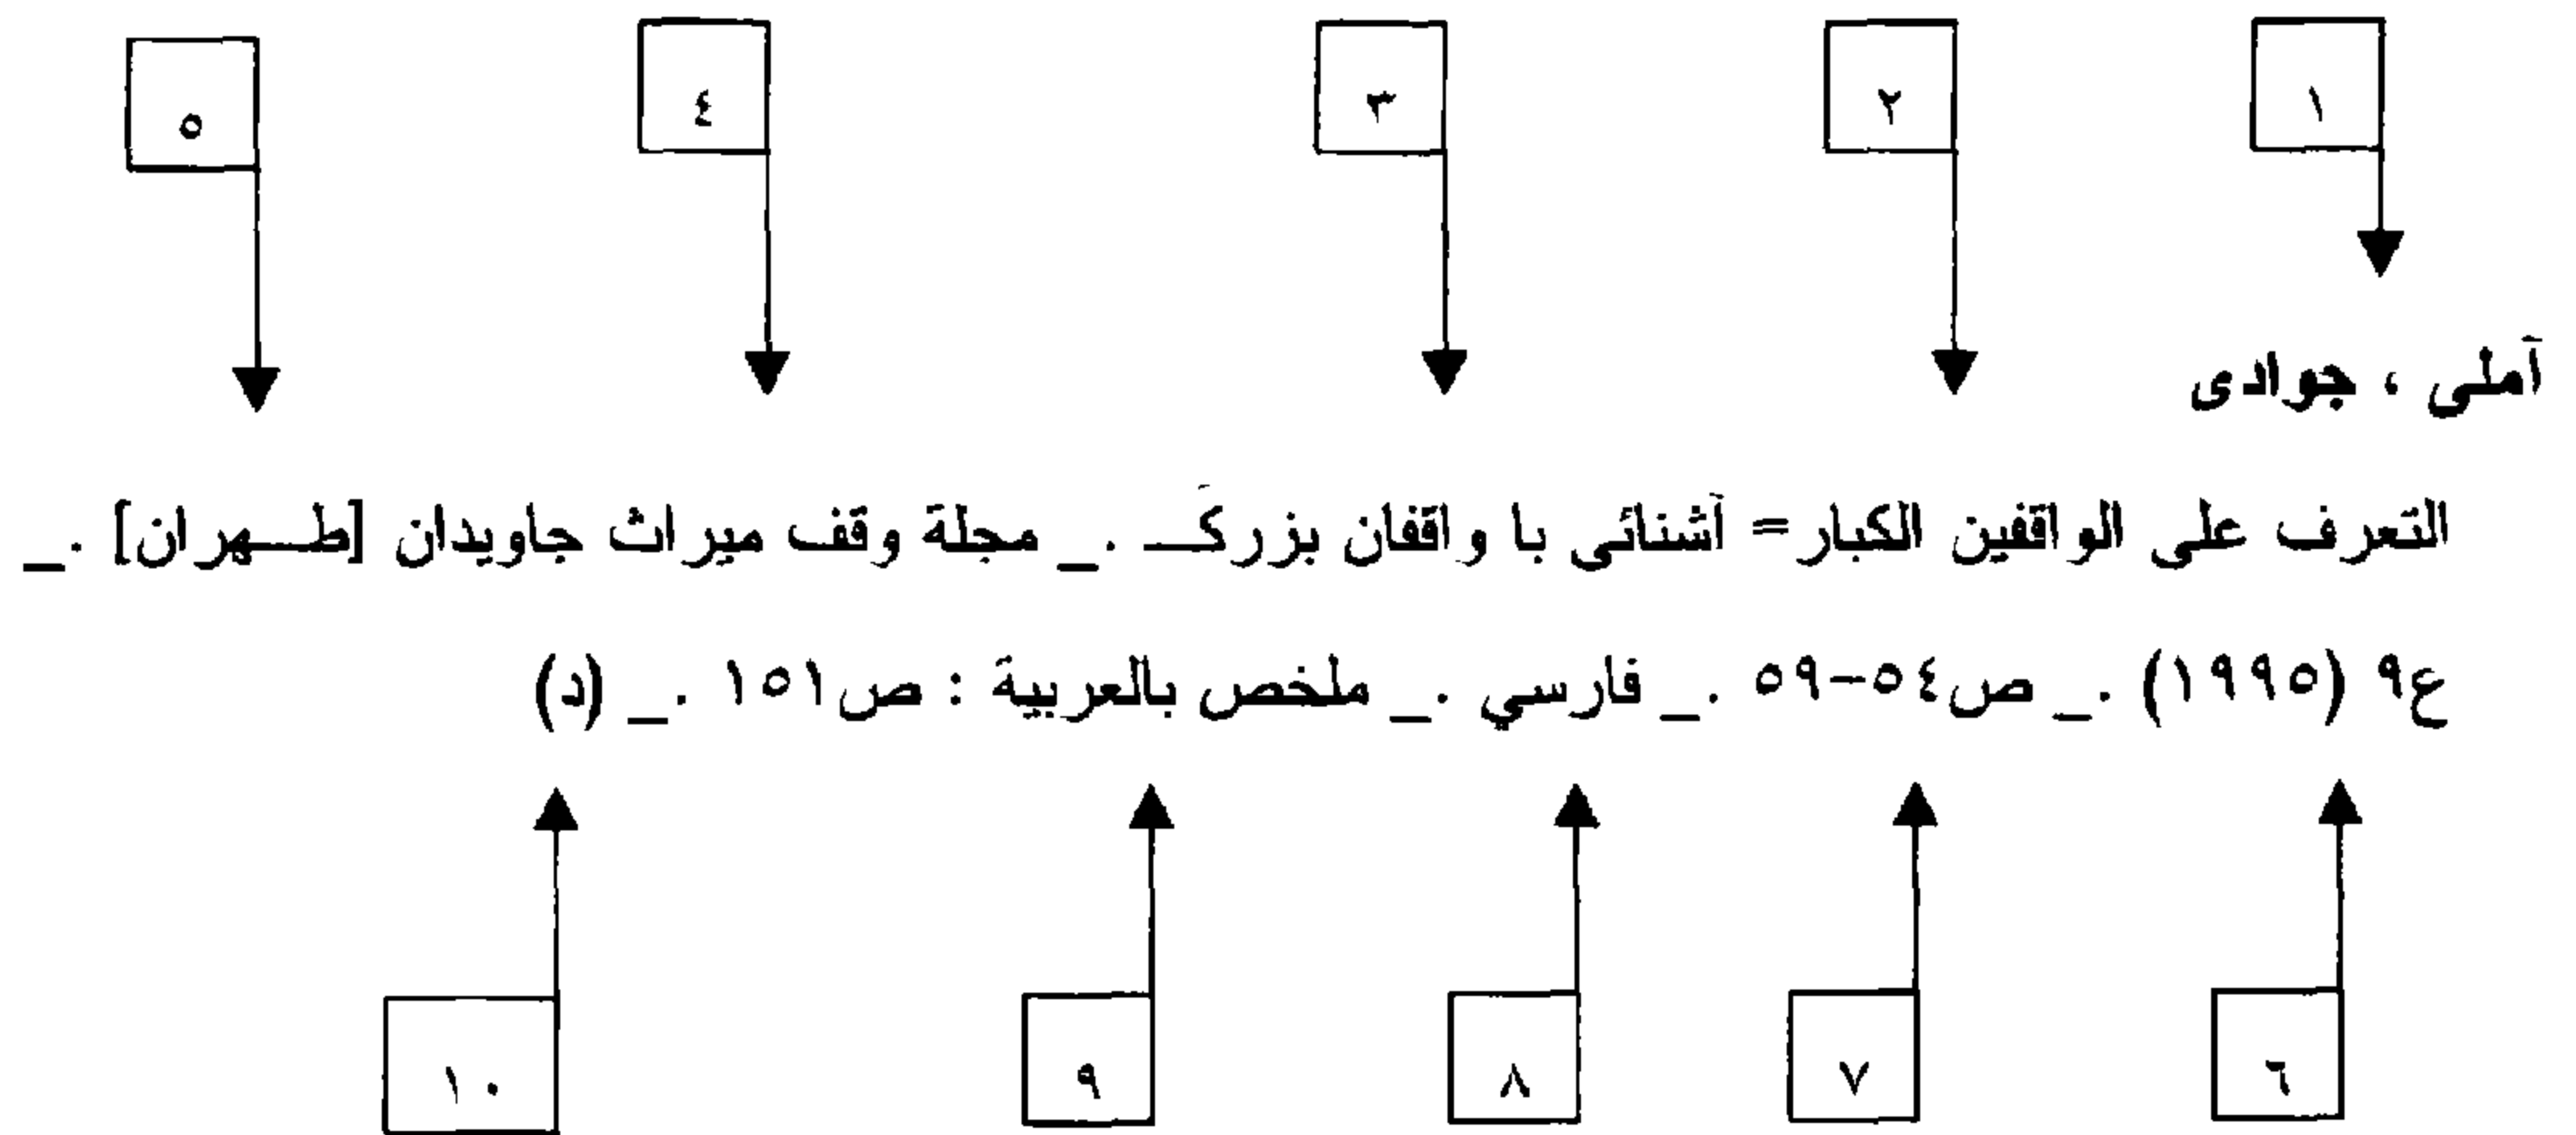 ١ ٢ ٣ ٤ ٥
آملى ، جوادى
التعرف على الواقفين الكبار= آشنائى با واقفان بزرگ ._ مجلة وقف ميراث جاويدان [طـهران] ._
ع٩ (١٩٩٥) ._ ص٥٤-٥٩ ._ فارسي ._ ملخص بالعربية : ص١٥١ ._ (د)
٦ ٧ ٨ ٩ ١٠